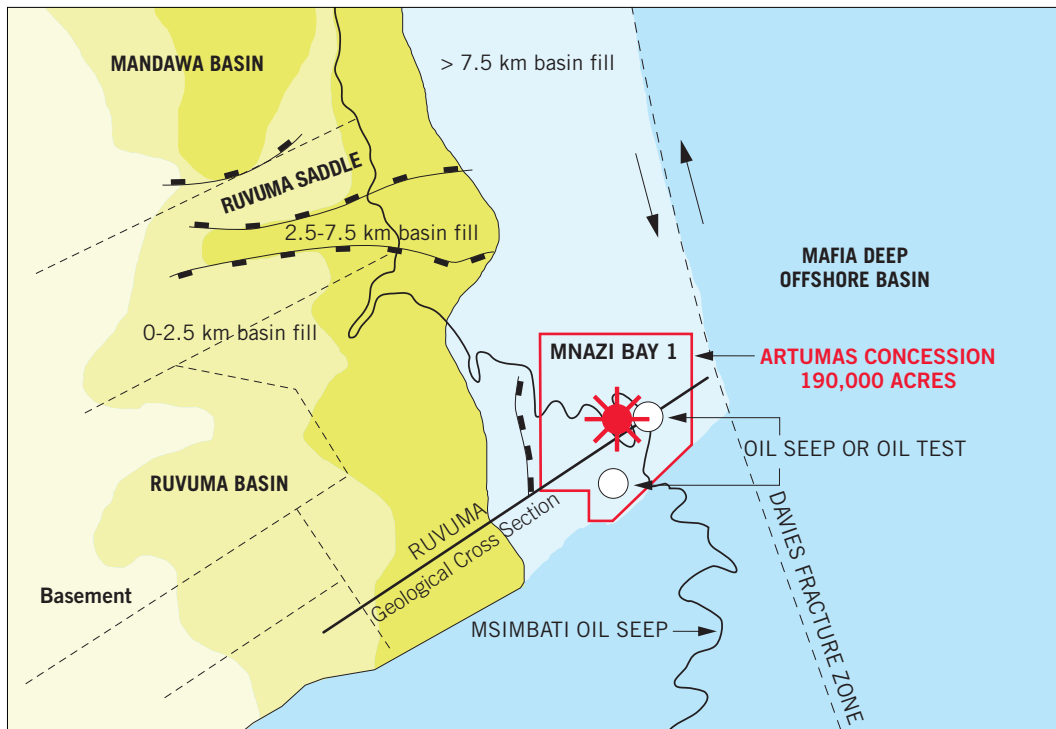 MANDAWA BASIN
> 7.5 km basin fill
RUVUMA SADDLE
2.5-7.5 km basin fill
MAFIA DEEP
OFFSHORE BASIN
0-2.5 km basin fill
MNAZI BAY 1
ARTUMAS CONCESSION
190,000 ACRES
OIL SEEP OR OIL TEST
RUVUMA BASIN
RUVUMA
Geological Cross Section
DAVIES FRACTURE ZONE
Basement
MSIMBATI OIL SEEP